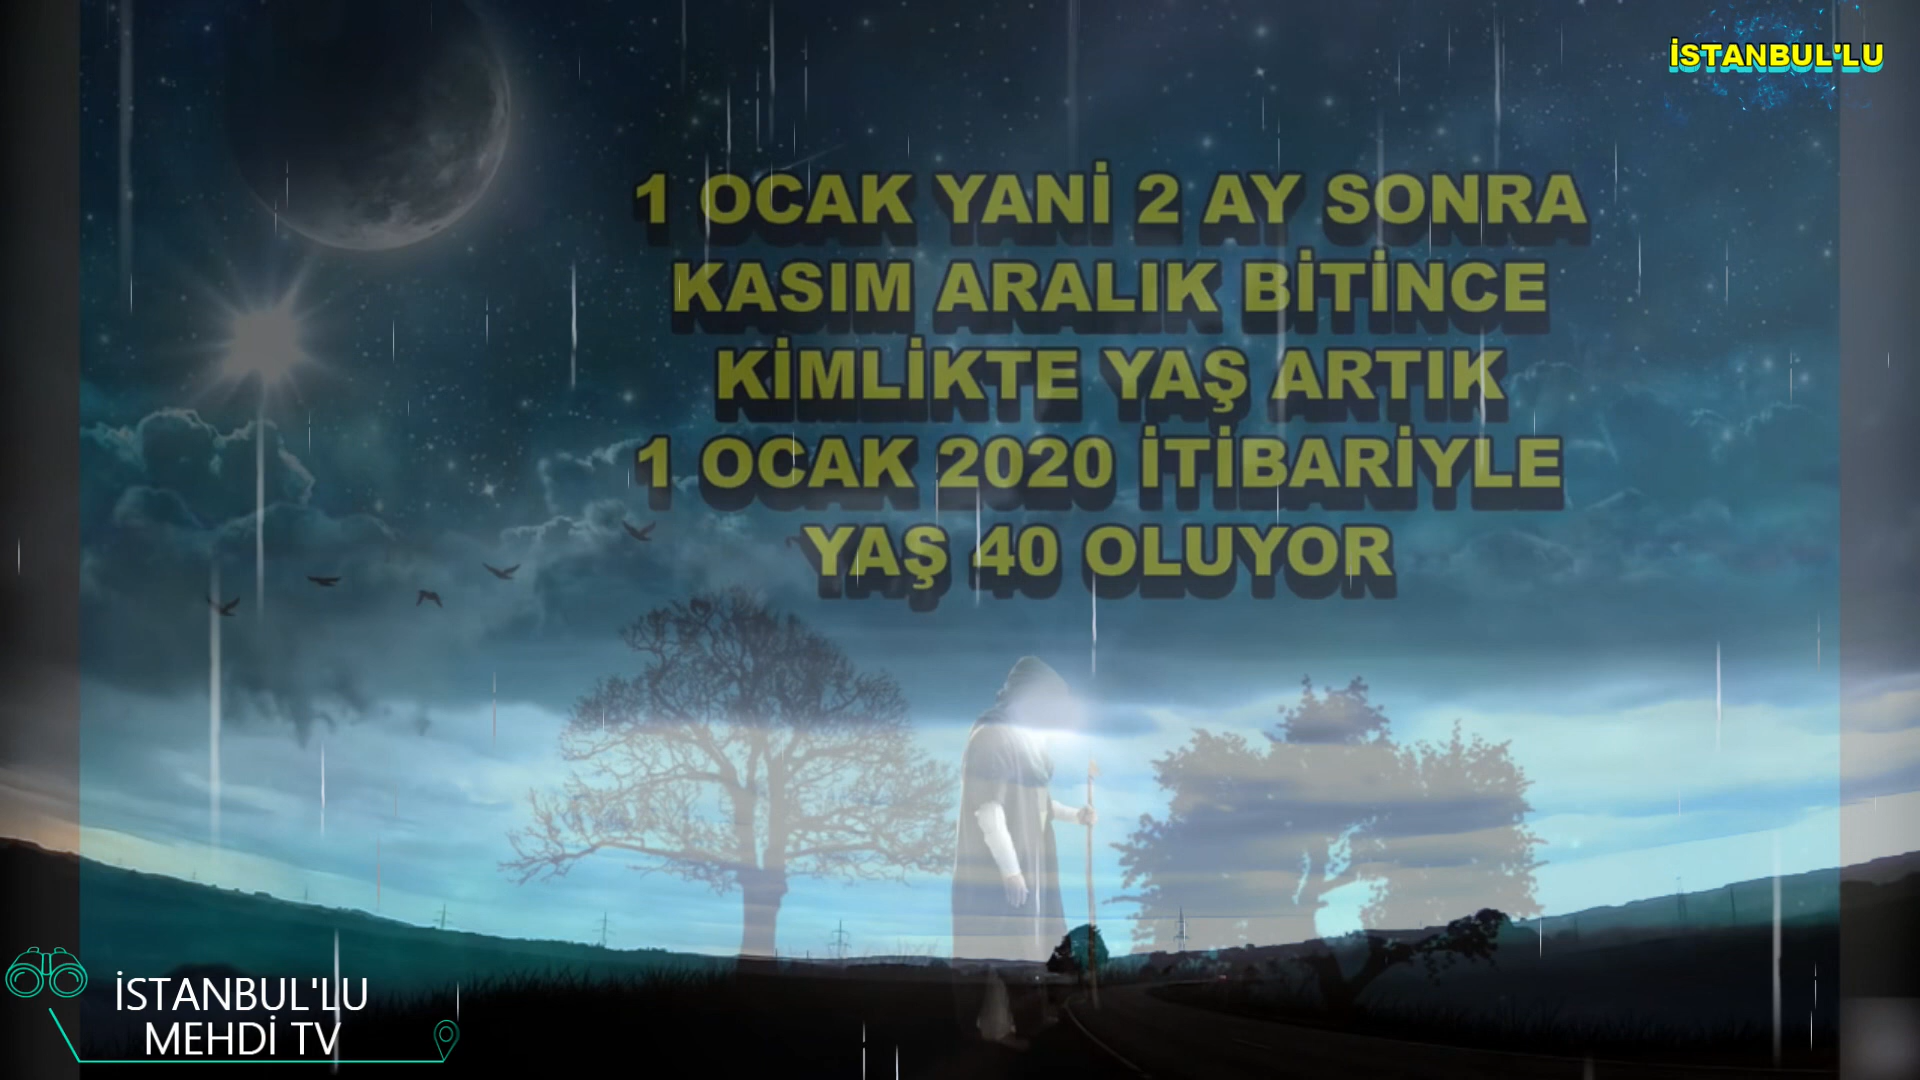 İSTANBUL'LU
1 OCAK YANİ 2 AY SONRA
KASIM ARALIK BİTİNCE
KİMLİKTE YAŞ ARTIK
1 OCAK 2020 İTİBARİYLE
YAŞ 40 OLUYOR
İSTANBUL'LU
MEHDİ TV